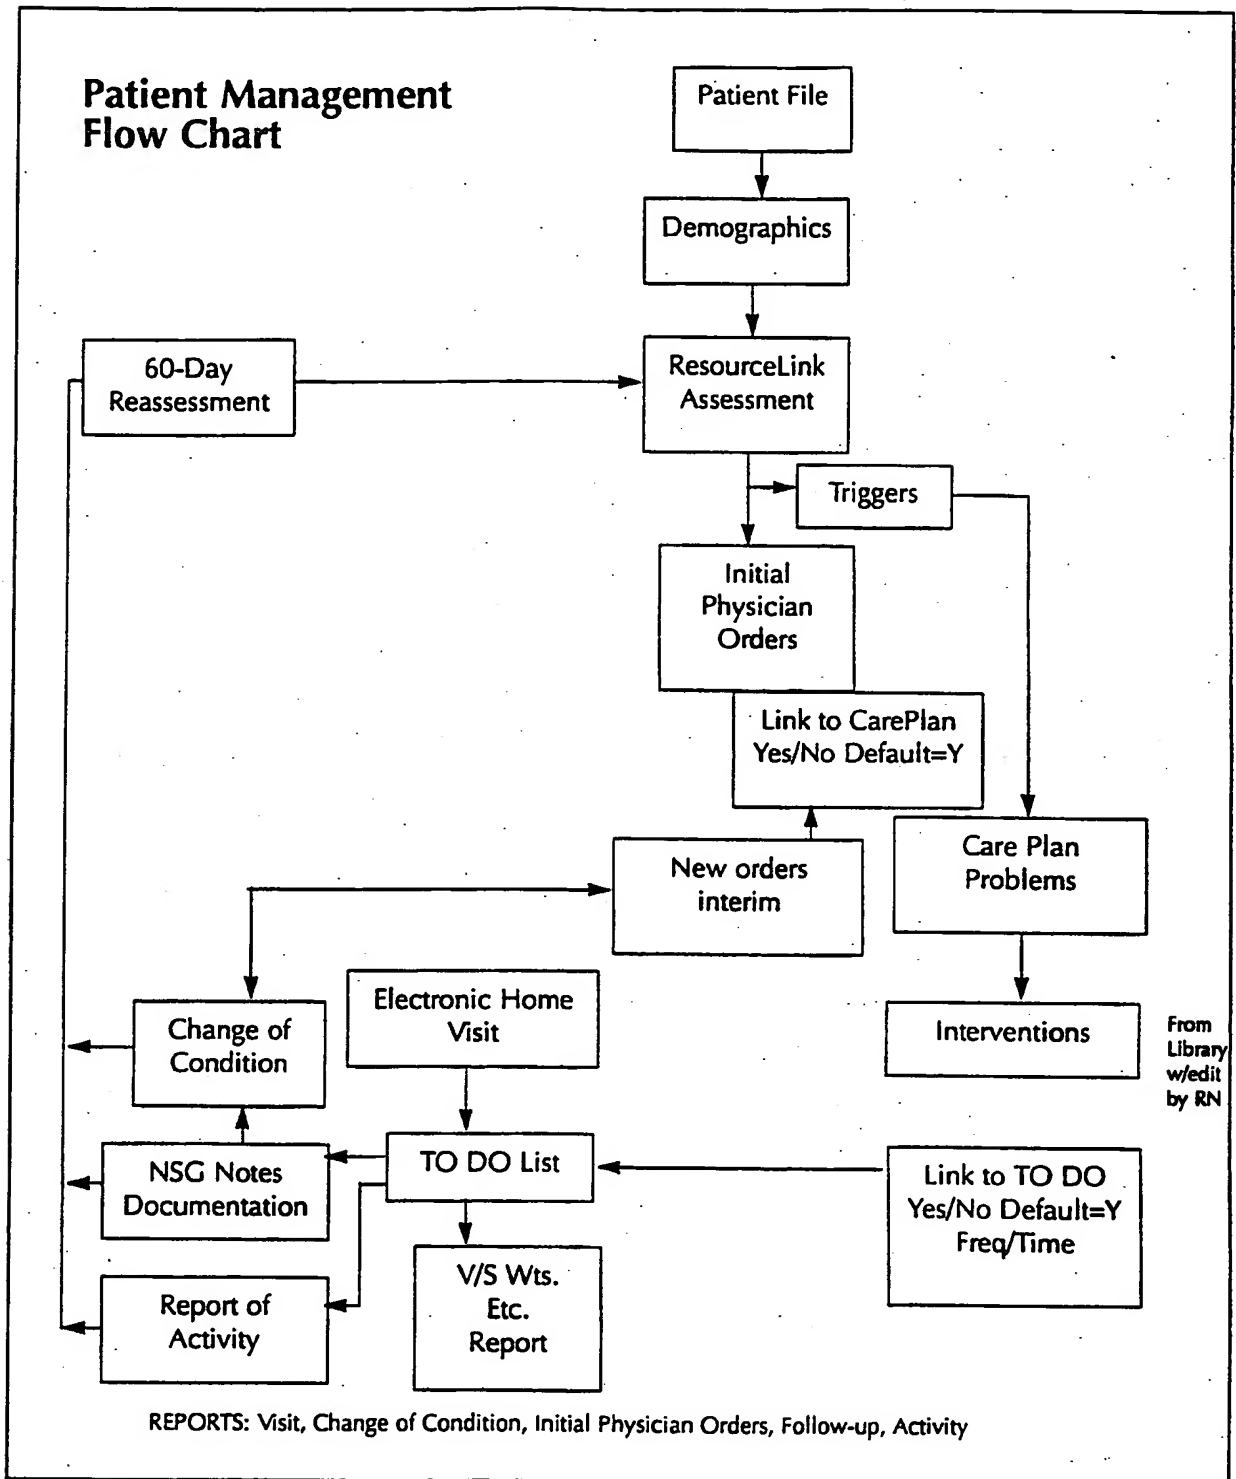 Patient Management
Flow Chart
Patient File
Demographics
60-Day
Reassessment
ResourceLink
Assessment
Triggers
Initial
Physician
Orders
Link to CarePlan
Yes/No Default=Y
New orders
interim
Care Plan
Problems
Electronic Home
Visit
Change of
Condition
Interventions
From
Library
w/edit
by RN
NSG Notes
Documentation
TO DO List
Link to TO DO
Yes/No Default=Y
Freq/Time
Report of
Activity
V/S Wts.
Etc.
Report
REPORTS: Visit, Change of Condition, Initial Physician Orders, Follow-up, Activity